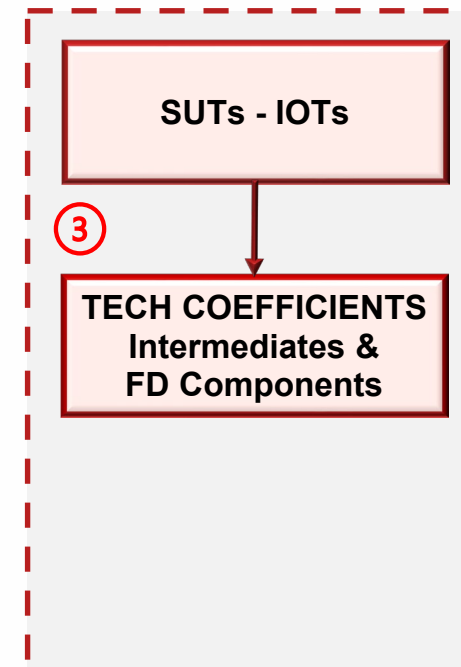 SUTs - IOTs
3
TECH COEFFICIENTS
Intermediates &
FD Components